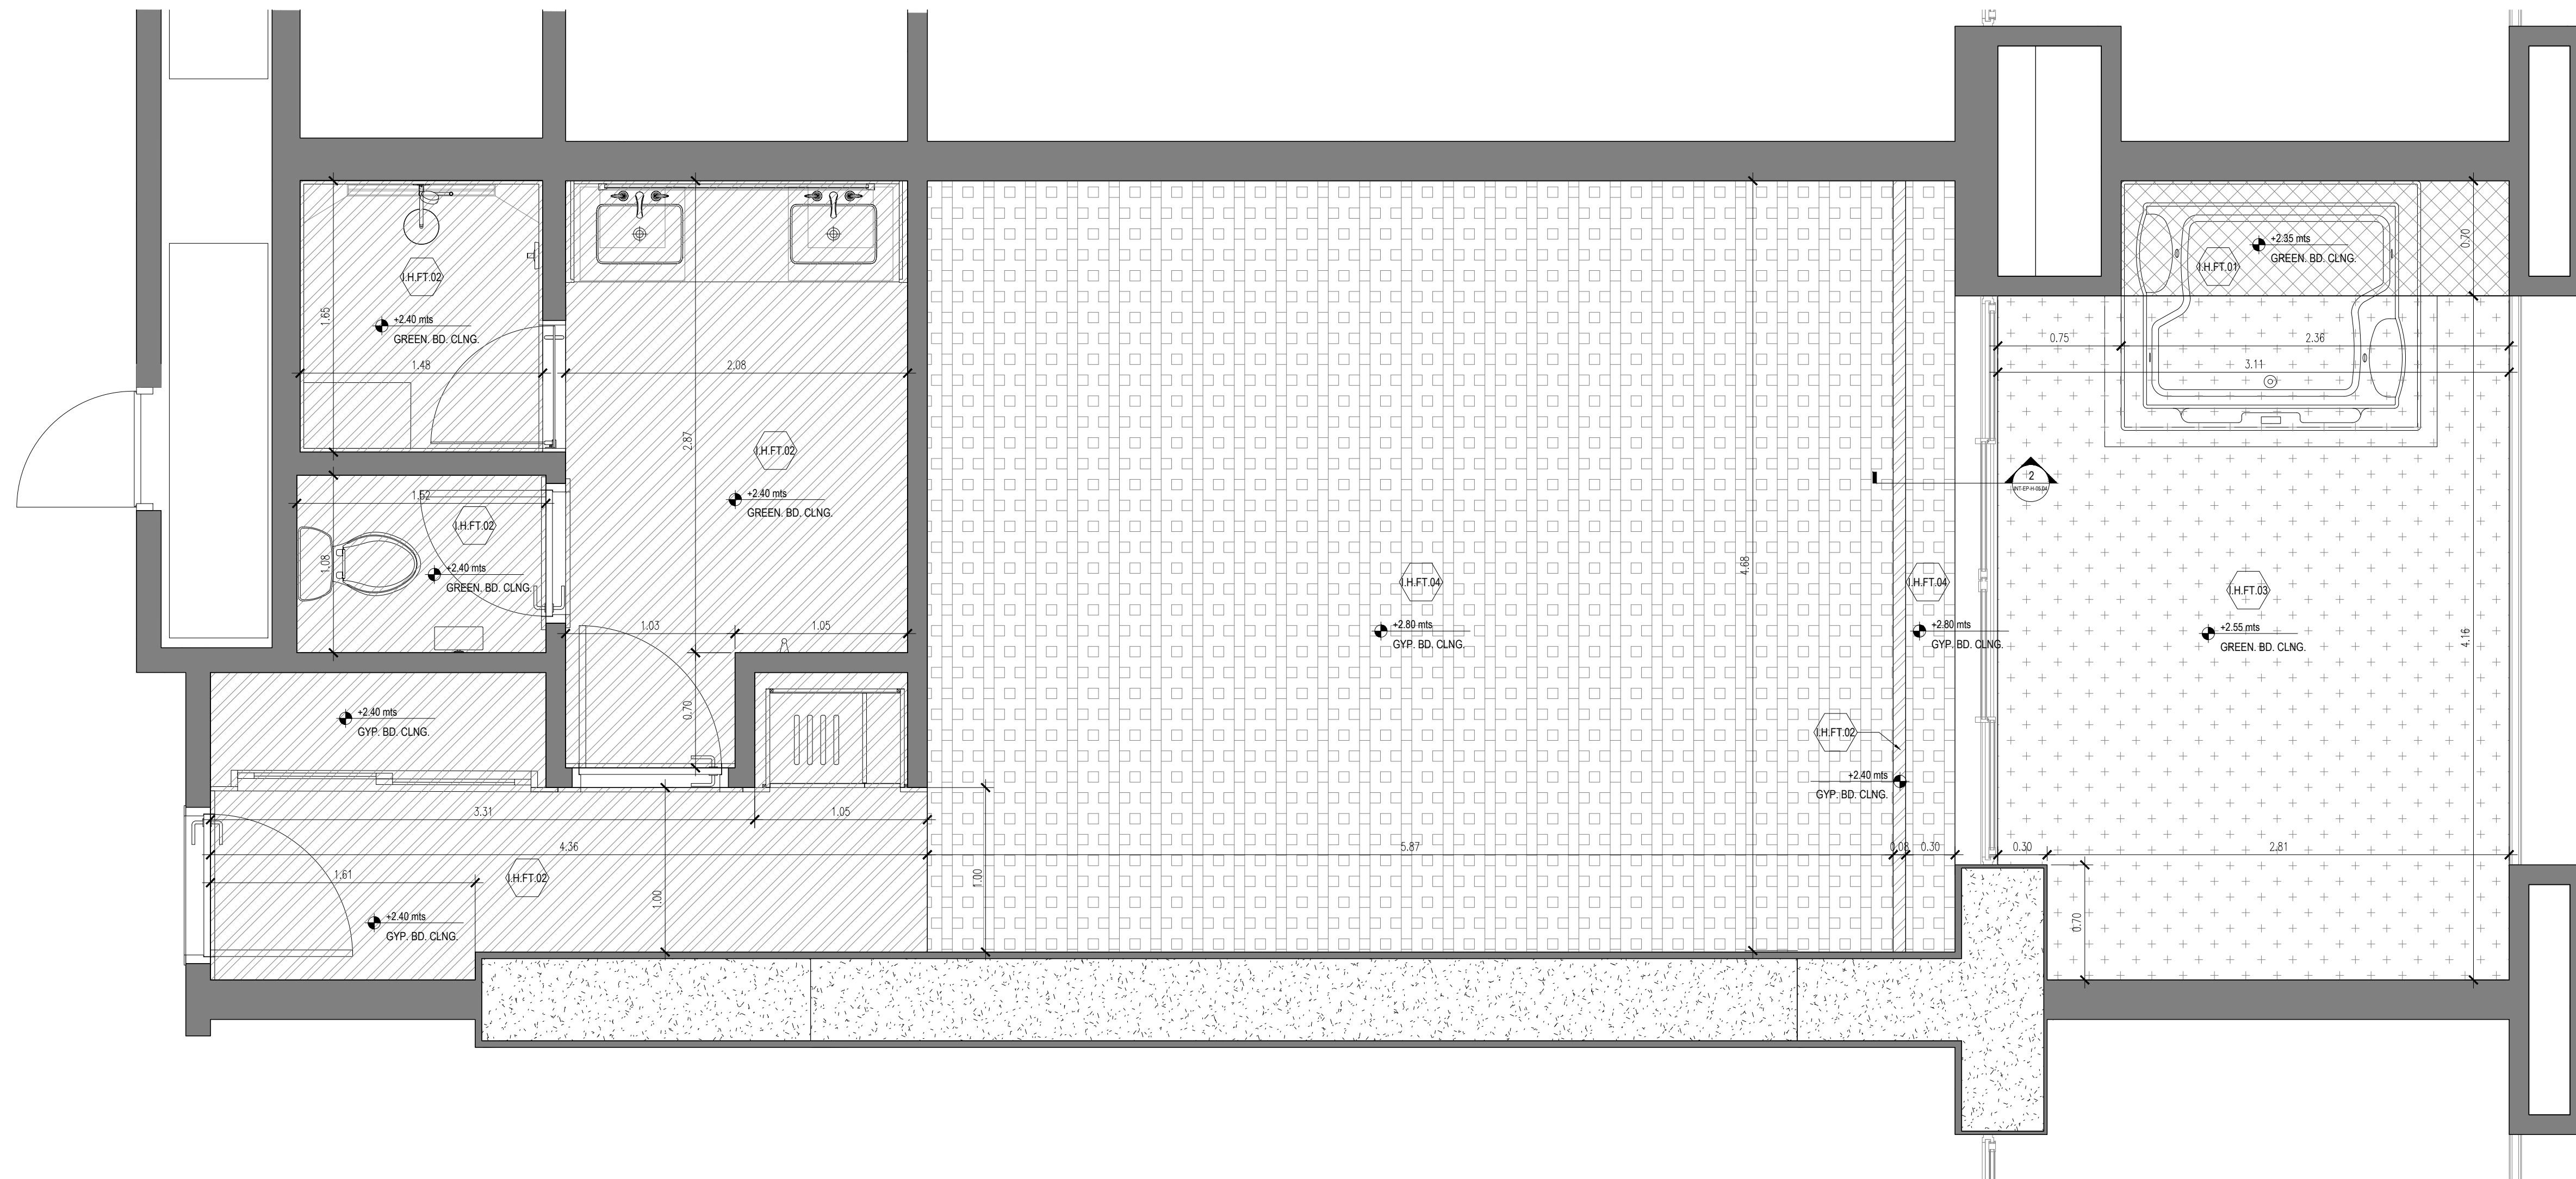 +2.35 mts
GREEN. BD. CLNG.
I.H.FT.01
0.70
I.H.FT.02
+2.40 mts
GREEN. BD. CLNG.
1.65
1.48
2.08
0.75
2.36
3.11
2.87
I.H.FT.02
+2.40 mts
GREEN. BD. CLNG.
2
INT-EP-H-05.04
1.52
I.H.FT.02
+2.40 mts
GREEN. BD. CLNG.
1.08
4.68
I.H.FT.04
+2.80 mts
GYP. BD. CLNG.
I.H.FT.04
+2.80 mts
GYP. BD. CLNG.
I.H.FT.03
+2.55 mts
GREEN. BD. CLNG.
4.16
1.03
1.05
0.70
+2.40 mts
GYP. BD. CLNG.
I.H.FT.02
+2.40 mts
GYP. BD. CLNG.
3.31
1.05
4.36
5.87
0.08
0.30
0.30
2.81
1.61
I.H.FT.02
1.00
1.00
0.70
+2.40 mts
GYP. BD. CLNG.